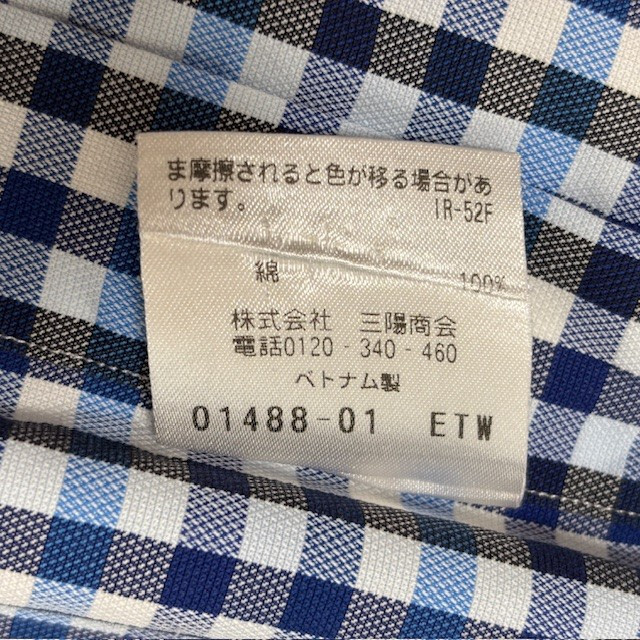 ま摩擦されると色が移る場合があ
ります。 IR-52F
綿 100%
株式会社 三陽商会
電話0120-340-460
ベトナム製
01488-01 ETW